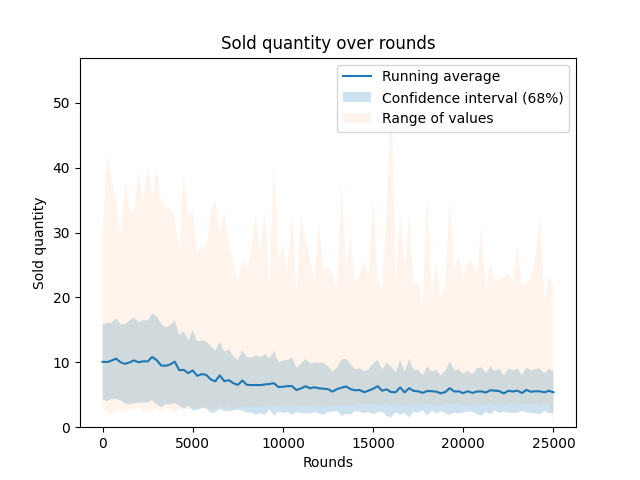 Sold quantity over rounds
Running average
Confidence interval (68%)
Range of values
50
40
30
20
10
0
Sold quantity
0 5000 10000 15000 20000 25000
Rounds